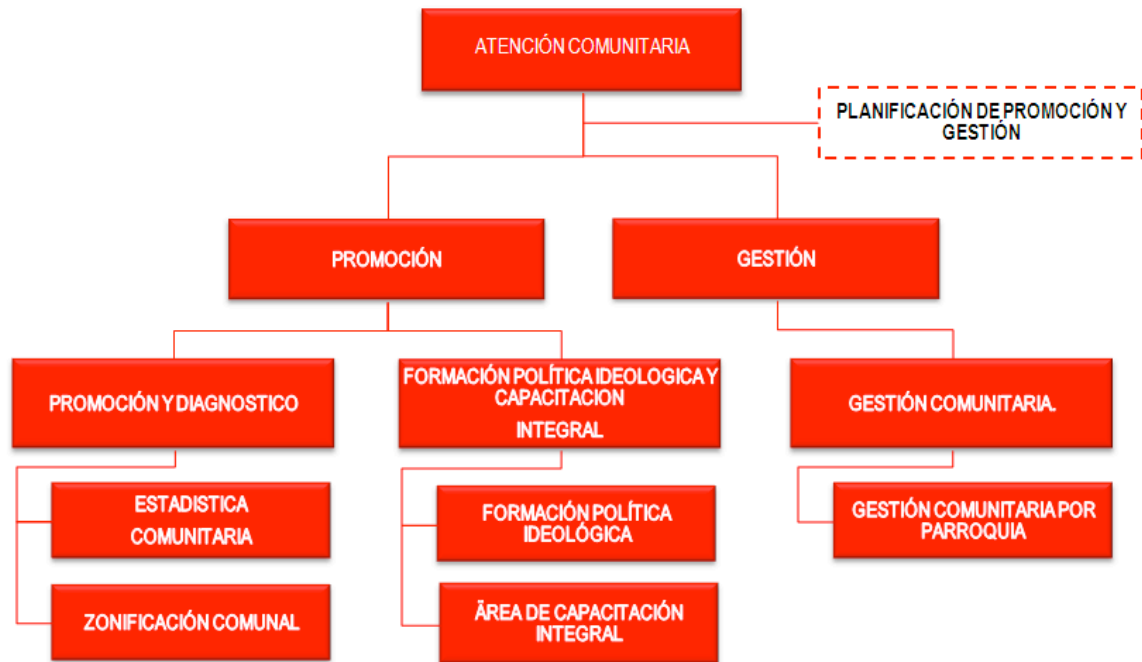 ATENCIÓN COMUNITARIA
PLANIFICACIÓN DE PROMOCIÓN Y
GESTIÓN
PROMOCIÓN
GESTIÓN
PROMOCIÓN Y DIAGNOSTICO
FORMACIÓN POLÍTICA IDEOLOGICA Y
CAPACITACION
INTEGRAL
GESTIÓN COMUNITARIA.
ESTADISTICA
COMUNITARIA
FORMACIÓN POLÍTICA
IDEOLÓGICA
GESTIÓN COMUNITARIA POR
PARROQUIA
ZONIFICACIÓN COMUNAL
ÄREA DE CAPACITACIÓN
INTEGRAL